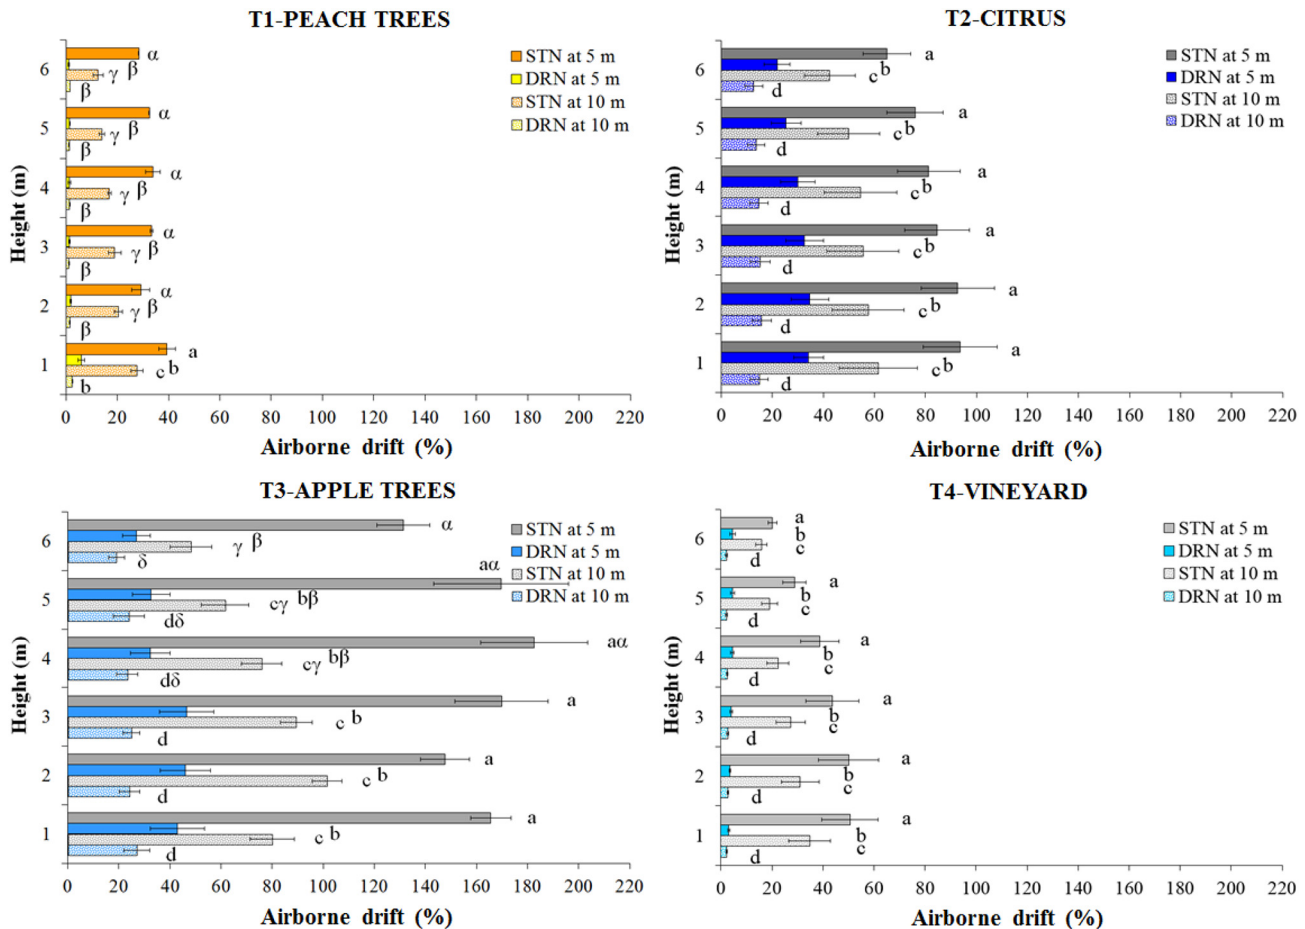 T1-PEACH TREES
Height (m)
6
5
4
3
2
1
α
γ β
β
α
γ β
β
α
γ β
β
α
γ β
β
α
γ β
β
a
c b
b
STN at 5 m
DRN at 5 m
STN at 10 m
DRN at 10 m
0 20 40 60 80 100 120 140 160 180 200 220
Airborne drift (%)
T2-CITRUS
Height (m)
6
5
4
3
2
1
a
c b
d
a
c b
d
a
c b
d
a
c b
d
a
c b
d
a
c b
d
STN at 5 m
DRN at 5 m
STN at 10 m
DRN at 10 m
0 20 40 60 80 100 120 140 160 180 200 220
Airborne drift (%)
T3-APPLE TREES
Height (m)
6
5
4
3
2
1
α
γ β
δ
aα
cγ bβ
dδ
aα
cγ bβ
dδ
a
c b
d
a
c b
d
a
c b
d
STN at 5 m
DRN at 5 m
STN at 10 m
DRN at 10 m
0 20 40 60 80 100 120 140 160 180 200 220
Airborne drift (%)
T4-VINEYARD
Height (m)
6
5
4
3
2
1
a
b
c
d
a
b
c
d
a
b
c
d
a
b
c
d
a
b
c
d
a
b
c
d
STN at 5 m
DRN at 5 m
STN at 10 m
DRN at 10 m
0 20 40 60 80 100 120 140 160 180 200 220
Airborne drift (%)